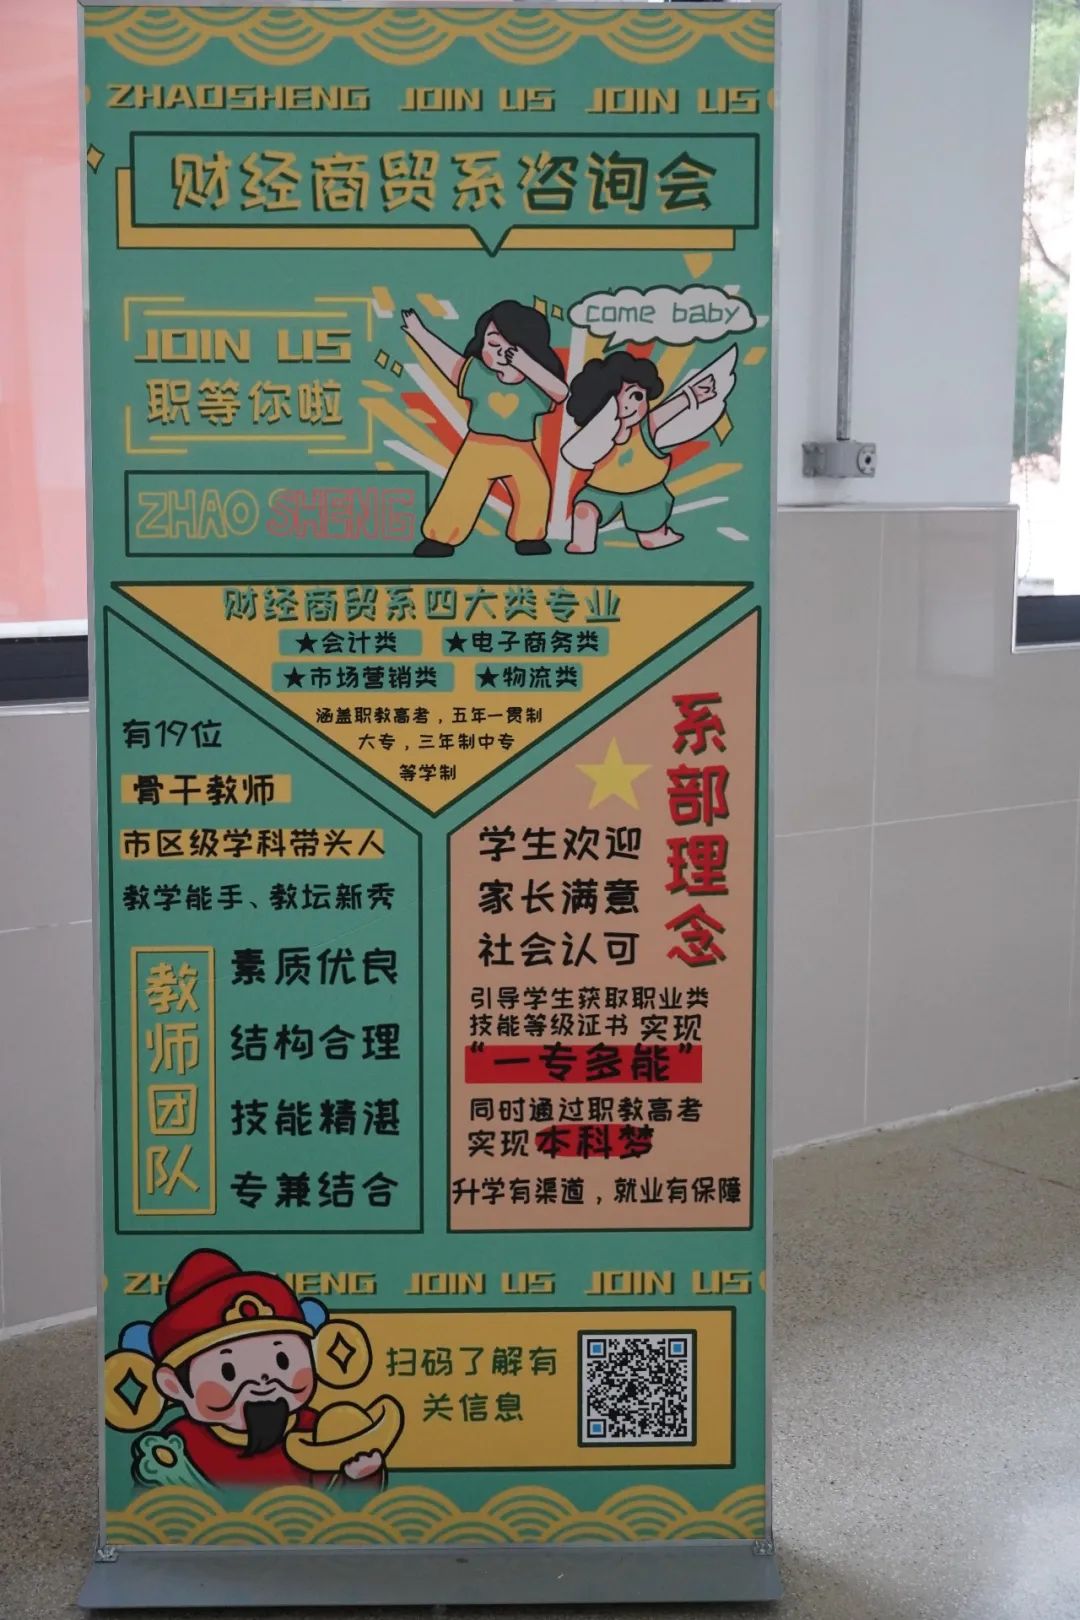 ZHAOSHENG JOIN US JOIN US
财经商贸系咨询会
JOIN US
职等你啦
come baby
ZHAO SHENG
财经商贸系四大类专业
★会计类 ★电子商务类
★市场营销类 ★物流类
涵盖职教高考，五年一贯制
大专，三年制中专
等学制
有19位
骨干教师
市区级学科带头人
教学能手、教坛新秀
教师团队
素质优良
结构合理
技能精湛
专兼结合
系部理念
学生欢迎
家长满意
社会认可
引导学生获取职业类
技能等级证书 实现
“一专多能”
同时通过职教高考
实现本科梦
升学有渠道，就业有保障
ZH HENG JOIN US JOIN US
扫码了解有
关信息